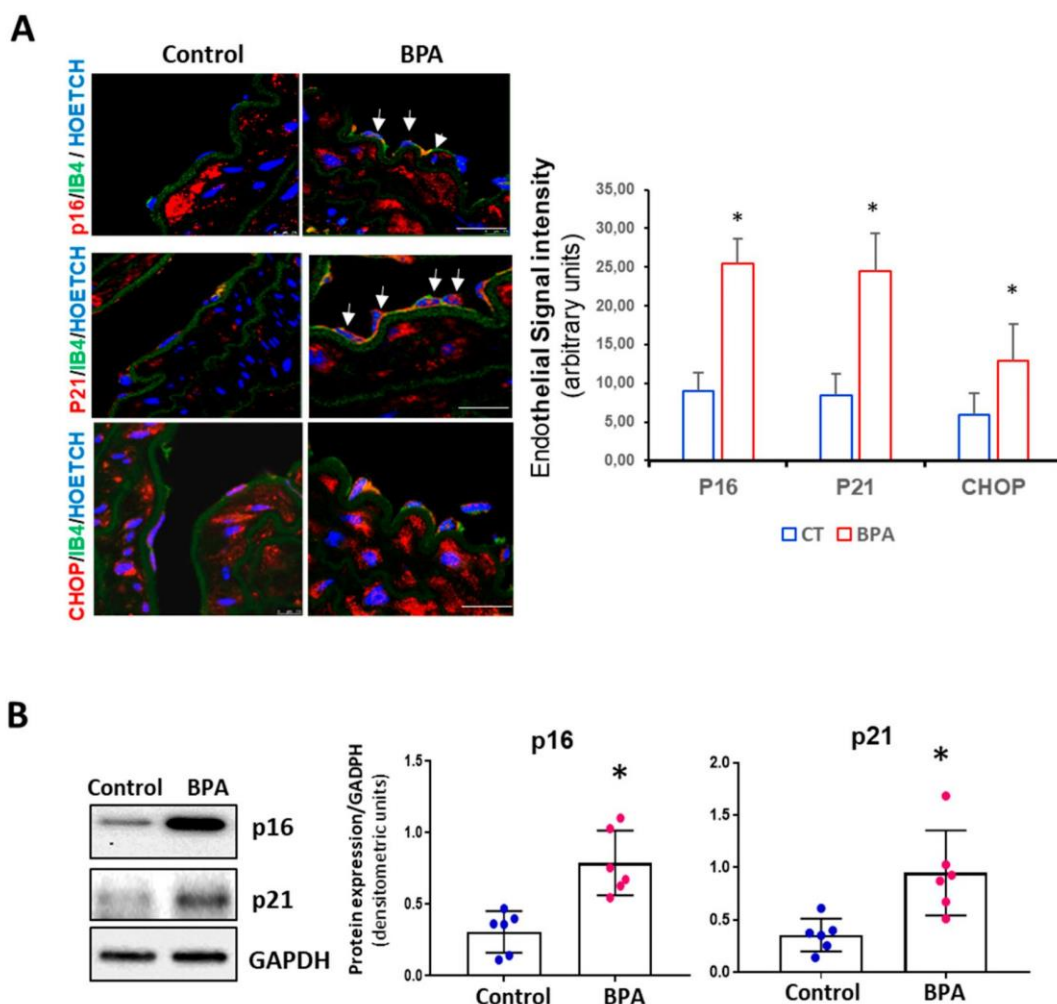 A
Control BPA
p16/IB4 / HOETCH
P21/IB4/HOETCH
CHOP/IB4/HOETCH
Endothelial Signal intensity
(arbitrary units)
35,00
30,00
25,00
20,00
15,00
10,00
5,00
0,00
* * *
P16 P21 CHOP
CT BPA
B
Control BPA
p16
p21
GAPDH
Protein expression/GADPH
(densitometric units)
p16
1.5
1.0
0.5
0.0
*
Control BPA
p21
2.0
1.5
1.0
0.5
0.0
*
Control BPA